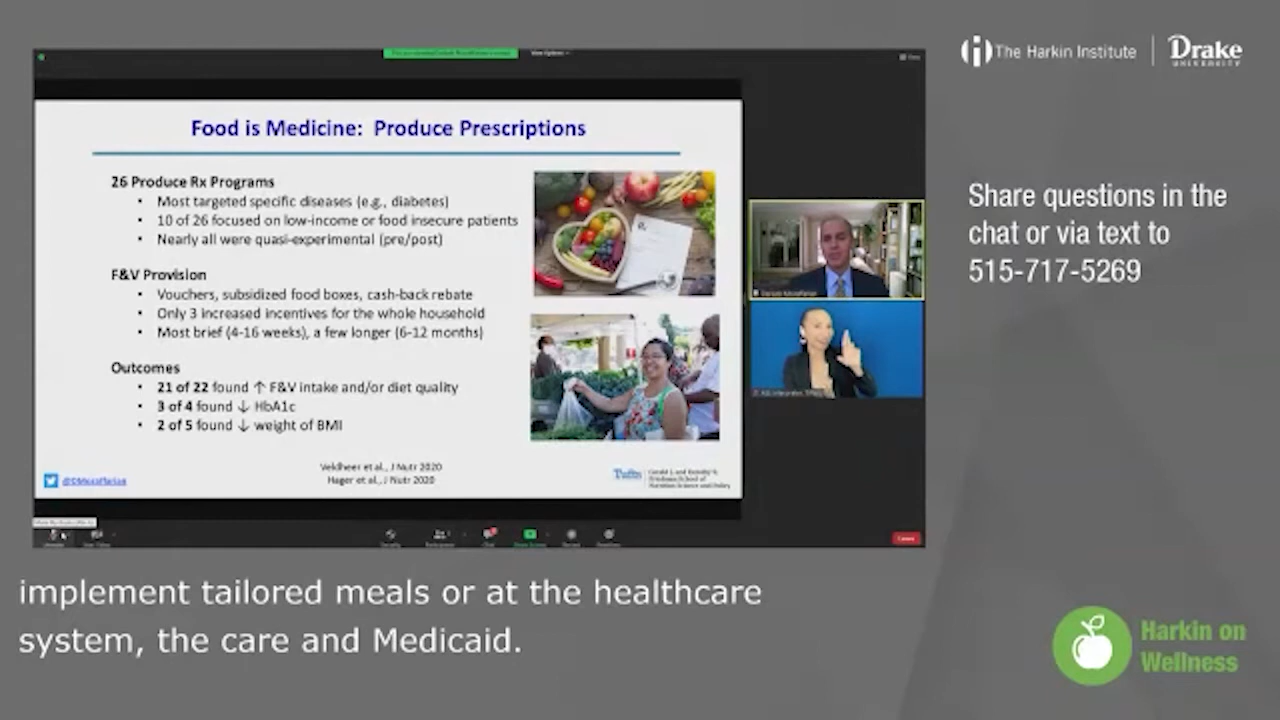 The Harkin Institute
Drake
UNIVERSITY
View Options
View
Food is Medicine: Produce Prescriptions
26 Produce Rx Programs
• Most targeted specific diseases (e.g., diabetes)
• 10 of 26 focused on low-income or food insecure patients
• Nearly all were quasi-experimental (pre/post)
F&V Provision
• Vouchers, subsidized food boxes, cash-back rebate
• Only 3 increased incentives for the whole household
• Most brief (4-16 weeks), a few longer (6-12 months)
Outcomes
• 21 of 22 found ↑ F&V intake and/or diet quality
• 3 of 4 found ↓ HbA1c
• 2 of 5 found ↓ weight of BMI
Veldheer et al., J Nutr 2020
Hager et al., J Nutr 2020
@DMozaffarian
Tufts
Gerald J. and Dorothy R.
Friedman School of
Nutrition Science and Policy
Share questions in the
chat or via text to
515-717-5269
implement tailored meals or at the healthcare
system, the care and Medicaid.
Harkin on
Wellness